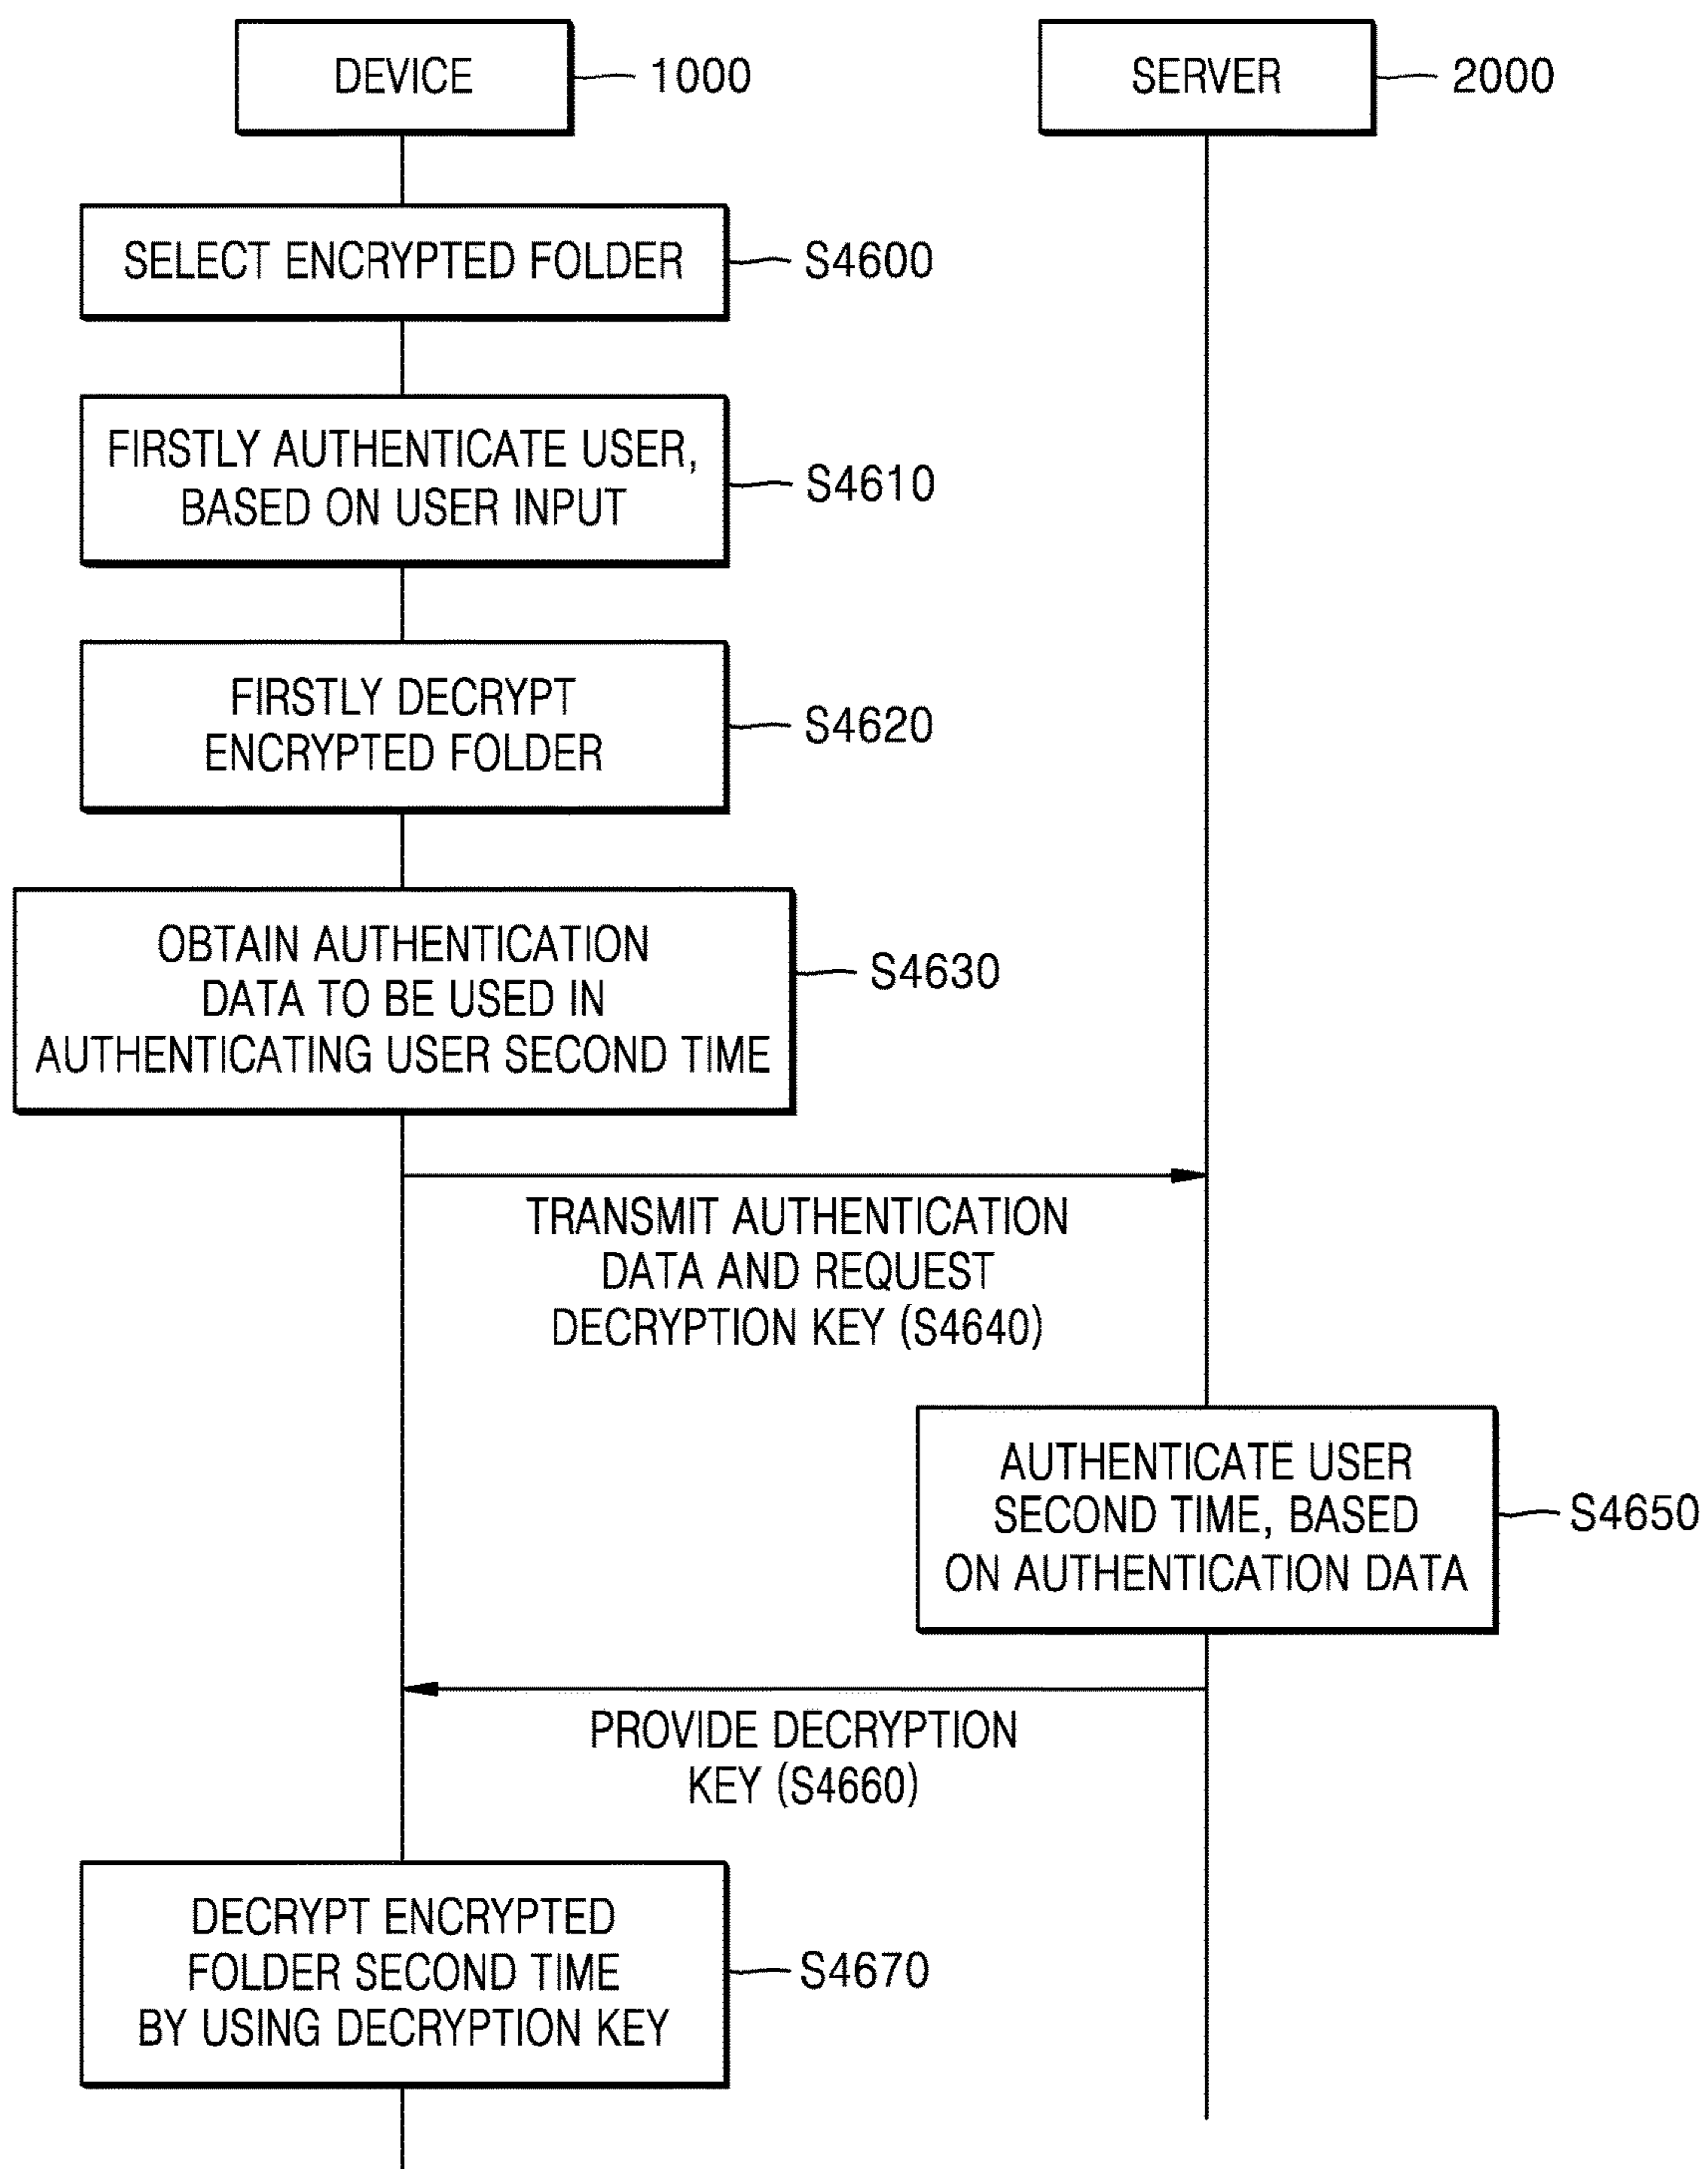 DEVICE
1000
SERVER
2000
SELECT ENCRYPTED FOLDER
S4600
FIRSTLY AUTHENTICATE USER,
BASED ON USER INPUT
S4610
FIRSTLY DECRYPT
ENCRYPTED FOLDER
S4620
OBTAIN AUTHENTICATION
DATA TO BE USED IN
AUTHENTICATING USER SECOND TIME
S4630
TRANSMIT AUTHENTICATION
DATA AND REQUEST
DECRYPTION KEY (S4640)
AUTHENTICATE USER
SECOND TIME, BASED
ON AUTHENTICATION DATA
S4650
PROVIDE DECRYPTION
KEY (S4660)
DECRYPT ENCRYPTED
FOLDER SECOND TIME
BY USING DECRYPTION KEY
S4670